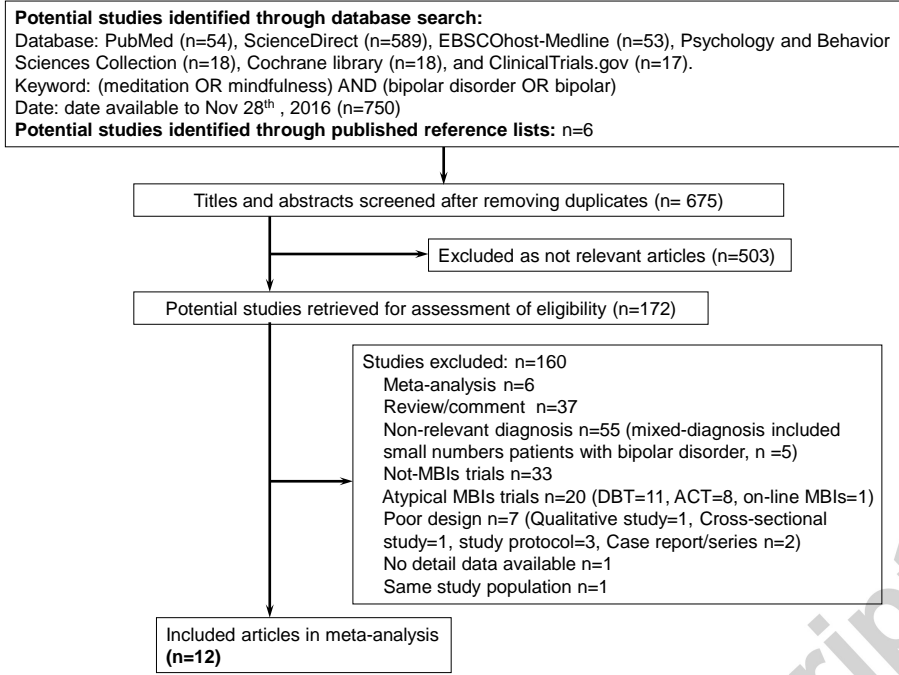 Potential studies identified through database search:
Database: PubMed (n=54), ScienceDirect (n=589), EBSCOhost-Medline (n=53), Psychology and Behavior
Sciences Collection (n=18), Cochrane library (n=18), and ClinicalTrials.gov (n=17).
Keyword: (meditation OR mindfulness) AND (bipolar disorder OR bipolar)
Date: date available to Nov 28th , 2016 (n=750)
Potential studies identified through published reference lists: n=6
Titles and abstracts screened after removing duplicates (n= 675)
Excluded as not relevant articles (n=503)
Potential studies retrieved for assessment of eligibility (n=172)
Studies excluded: n=160
Meta-analysis n=6
Review/comment n=37
Non-relevant diagnosis n=55 (mixed-diagnosis included
small numbers patients with bipolar disorder, n =5)
Not-MBIs trials n=33
Atypical MBIs trials n=20 (DBT=11, ACT=8, on-line MBIs=1)
Poor design n=7 (Qualitative study=1, Cross-sectional
study=1, study protocol=3, Case report/series n=2)
No detail data available n=1
Same study population n=1
Included articles in meta-analysis
(n=12)